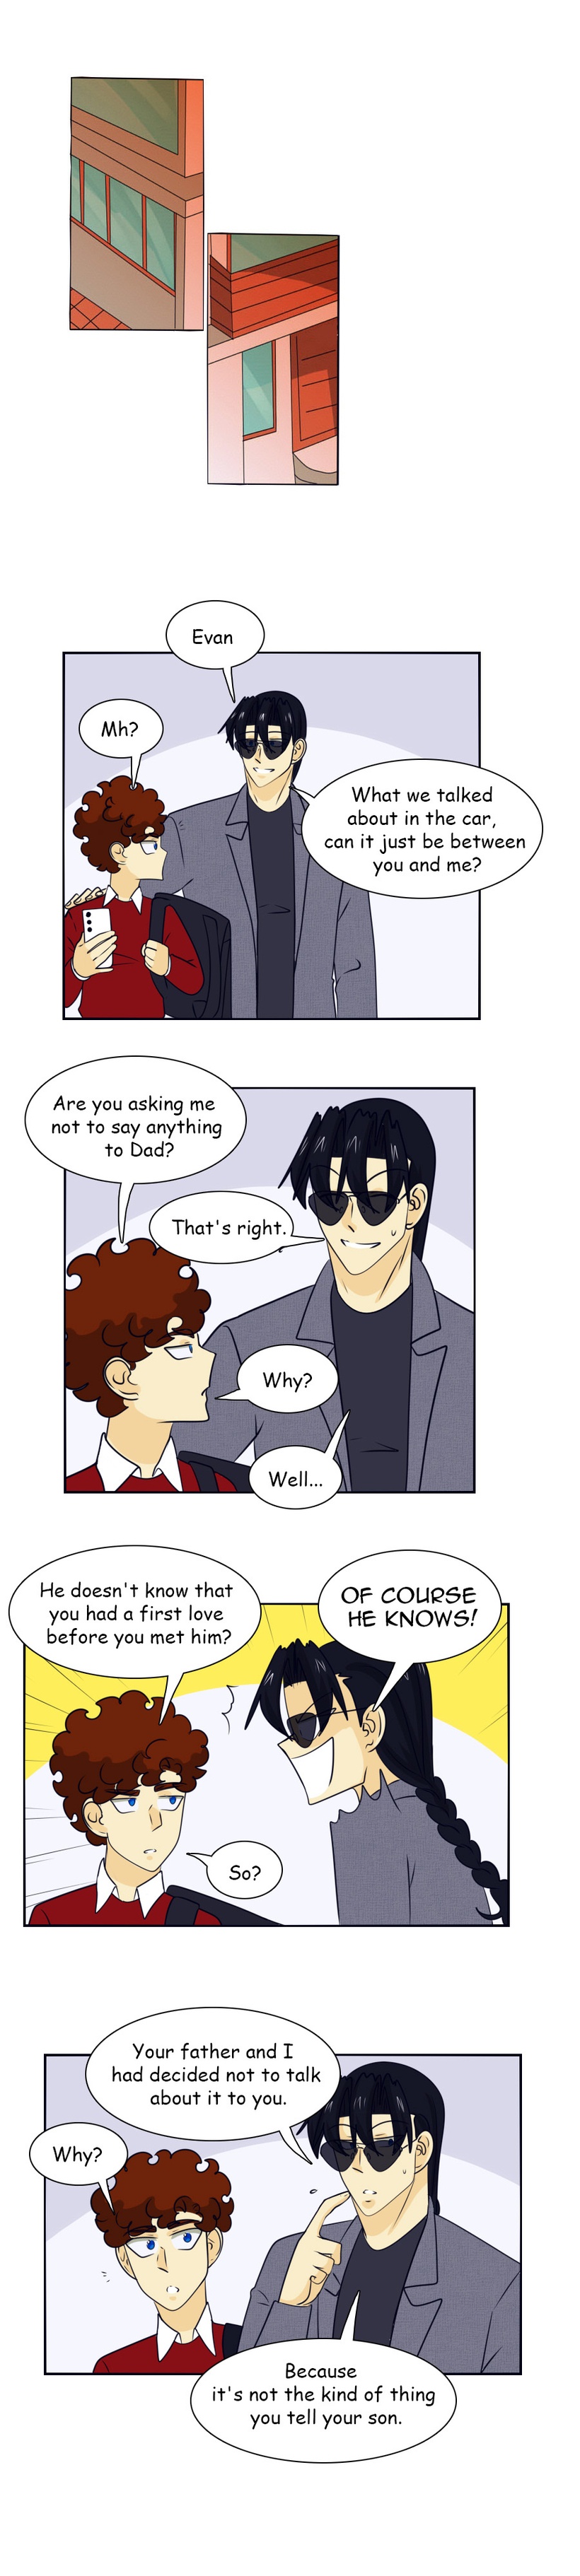 Evan
Mh?
What we talked
about in the car,
can it just be between
you and me?
Are you asking me
not to say anything
to Dad?
That's right.
Why?
Well...
He doesn't know that
you had a first love
before you met him?
OF COURSE
HE KNOWS!
So?
Your father and I
had decided not to talk
about it to you.
Why?
Because
it's not the kind of thing
you tell your son.